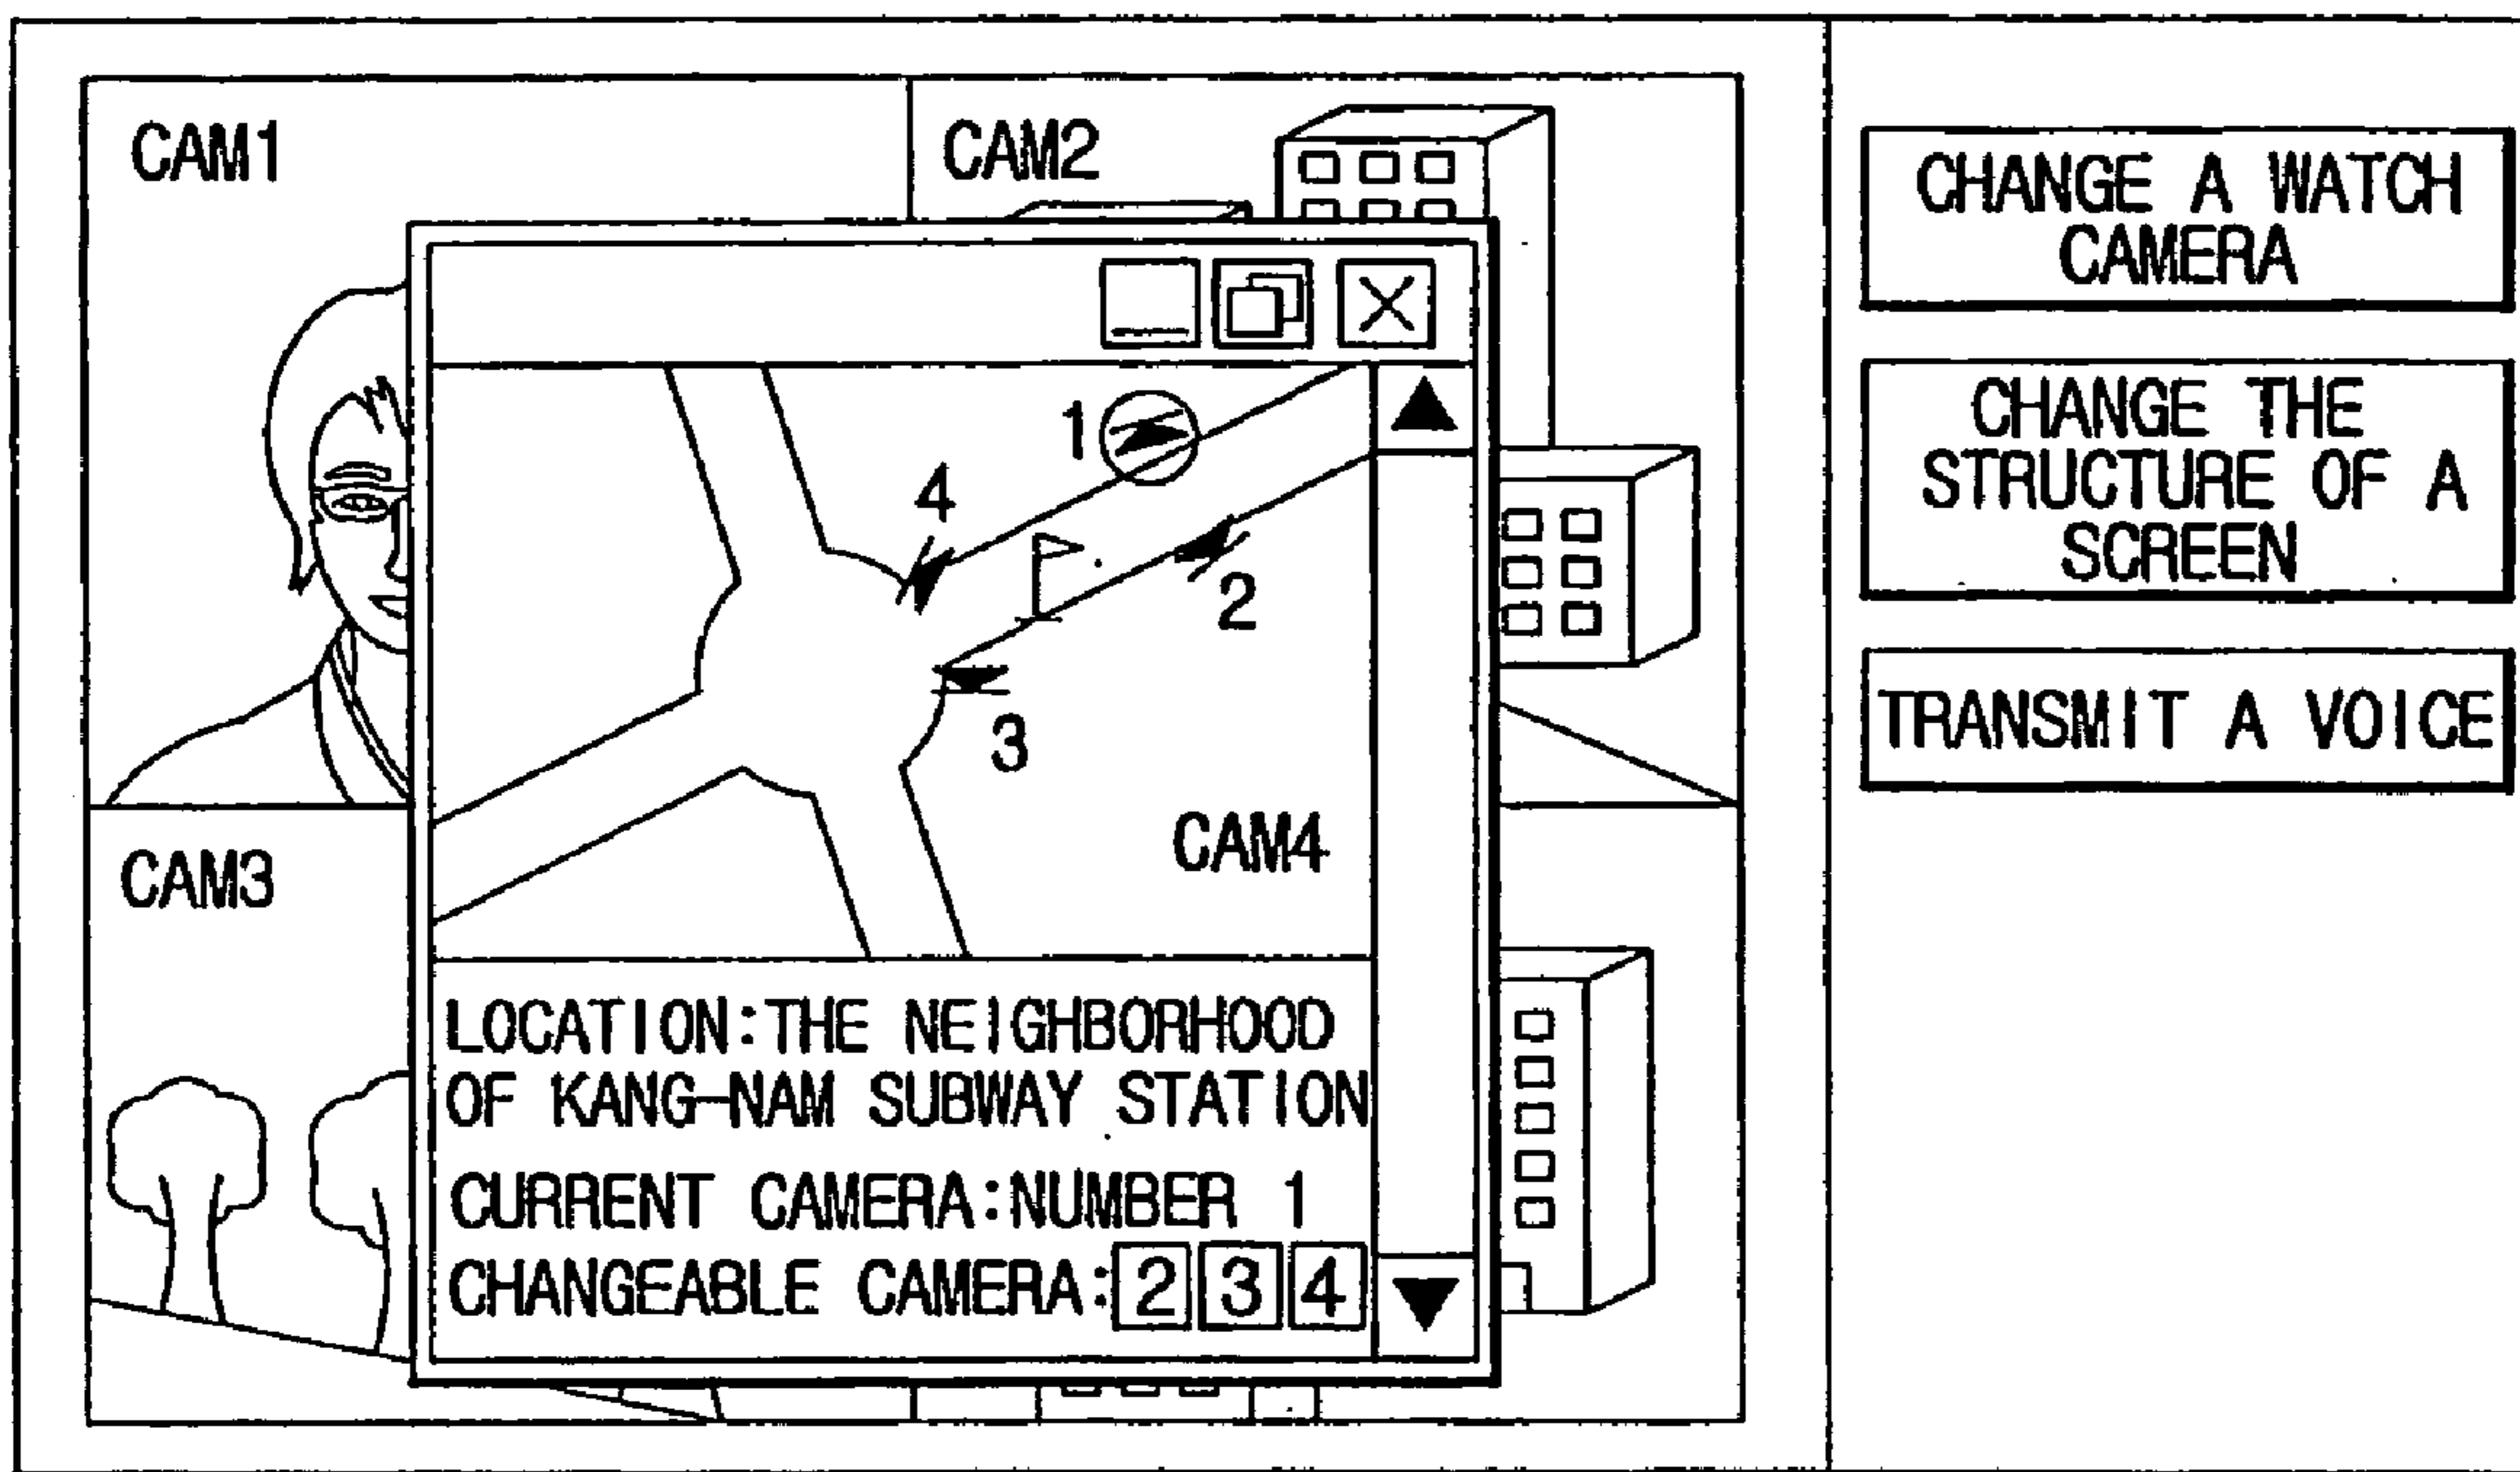 CAM1
CAM2
1
4
2
3
CAM4
CAM3
LOCATION:THE NEIGHBORHOOD
OF KANG-NAM SUBWAY STATION
CURRENT CAMERA:NUMBER 1
CHANGEABLE CAMERA:2 3 4
CHANGE A WATCH
CAMERA
CHANGE THE
STRUCTURE OF A
SCREEN
TRANSMIT A VOICE